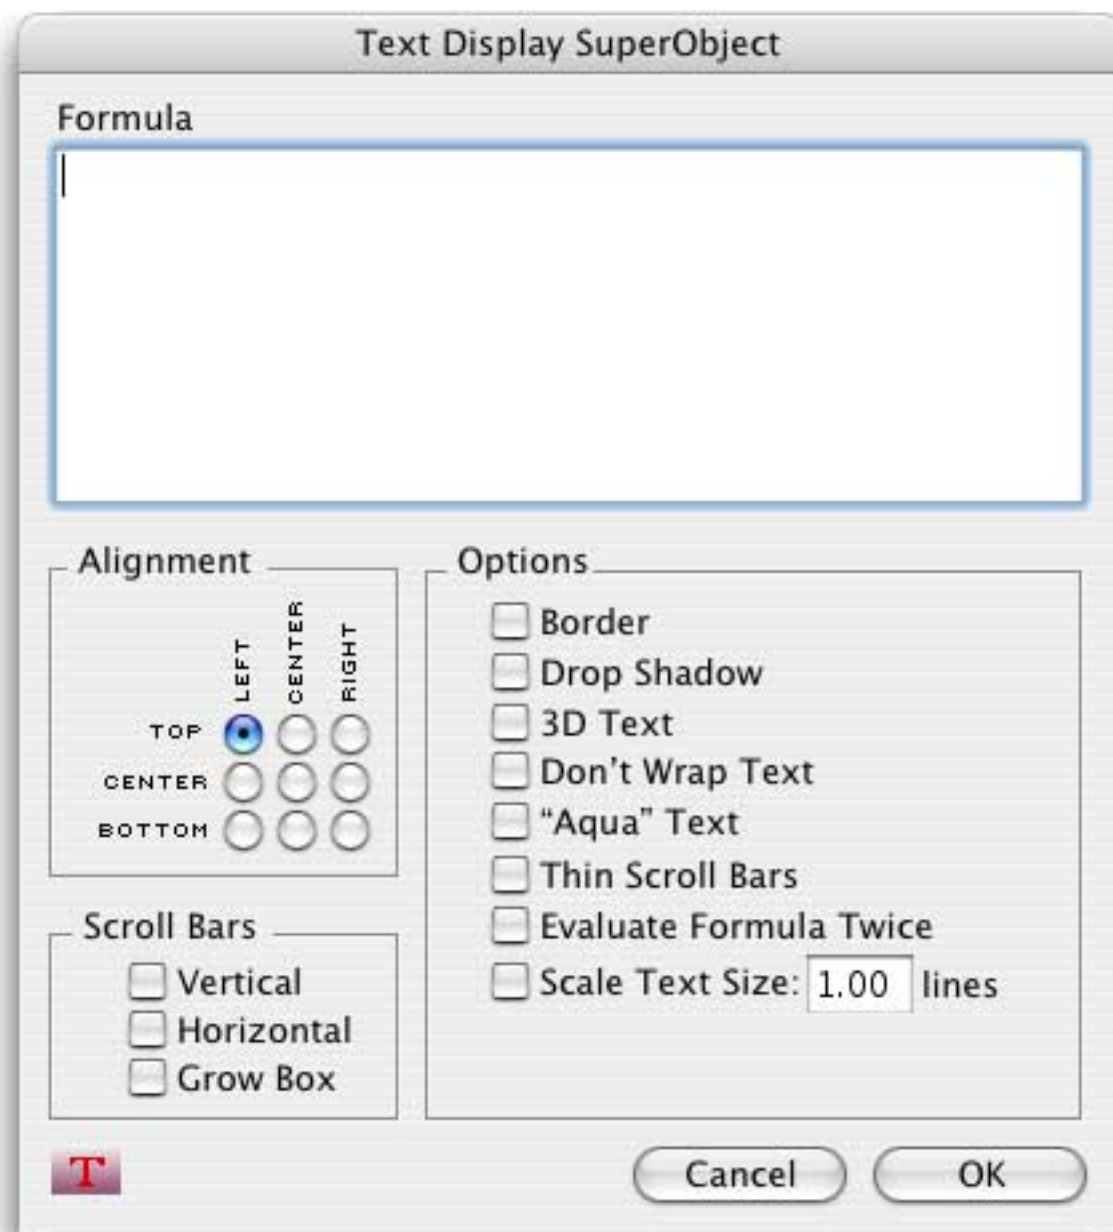 Text Display SuperObject
Formula
Alignment
LEFT
CENTER
RIGHT
TOP
CENTER
BOTTOM
Scroll Bars
Vertical
Horizontal
Grow Box
Options
Border
Drop Shadow
3D Text
Don’t Wrap Text
“Aqua” Text
Thin Scroll Bars
Evaluate Formula Twice
Scale Text Size: 1.00 lines
T
Cancel
OK